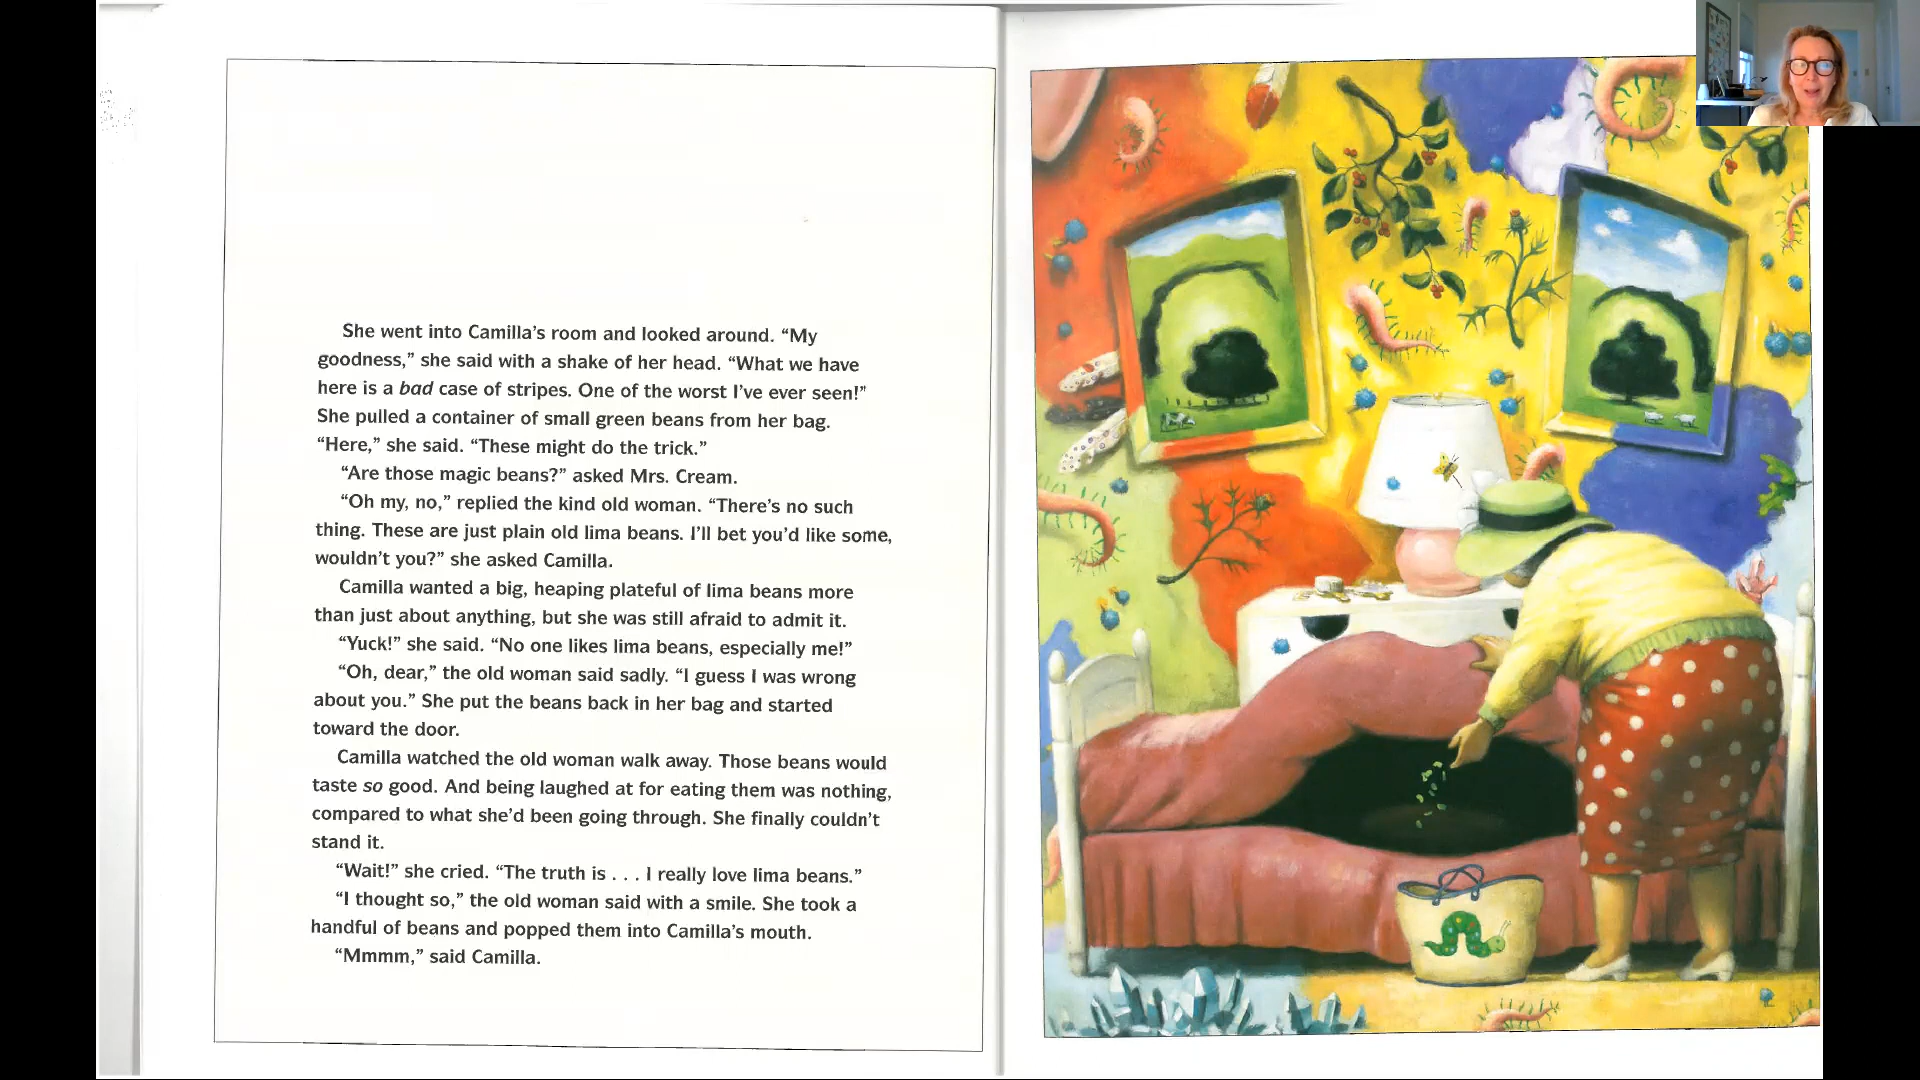 She went into Camilla’s room and looked around. “My
goodness,” she said with a shake of her head. “What we have
here is a bad case of stripes. One of the worst I’ve ever seen!”
She pulled a container of small green beans from her bag.
“Here,” she said. “These might do the trick.”
“Are those magic beans?” asked Mrs. Cream.
“Oh my, no,” replied the kind old woman. “There’s no such
thing. These are just plain old lima beans. I’ll bet you’d like some,
wouldn’t you?” she asked Camilla.
Camilla wanted a big, heaping plateful of lima beans more
than just about anything, but she was still afraid to admit it.
“Yuck!” she said. “No one likes lima beans, especially me!”
“Oh, dear,” the old woman said sadly. “I guess I was wrong
about you.” She put the beans back in her bag and started
toward the door.
Camilla watched the old woman walk away. Those beans would
taste so good. And being laughed at for eating them was nothing,
compared to what she’d been going through. She finally couldn’t
stand it.
“Wait!” she cried. “The truth is . . . I really love lima beans.”
“I thought so,” the old woman said with a smile. She took a
handful of beans and popped them into Camilla’s mouth.
“Mmmm,” said Camilla.